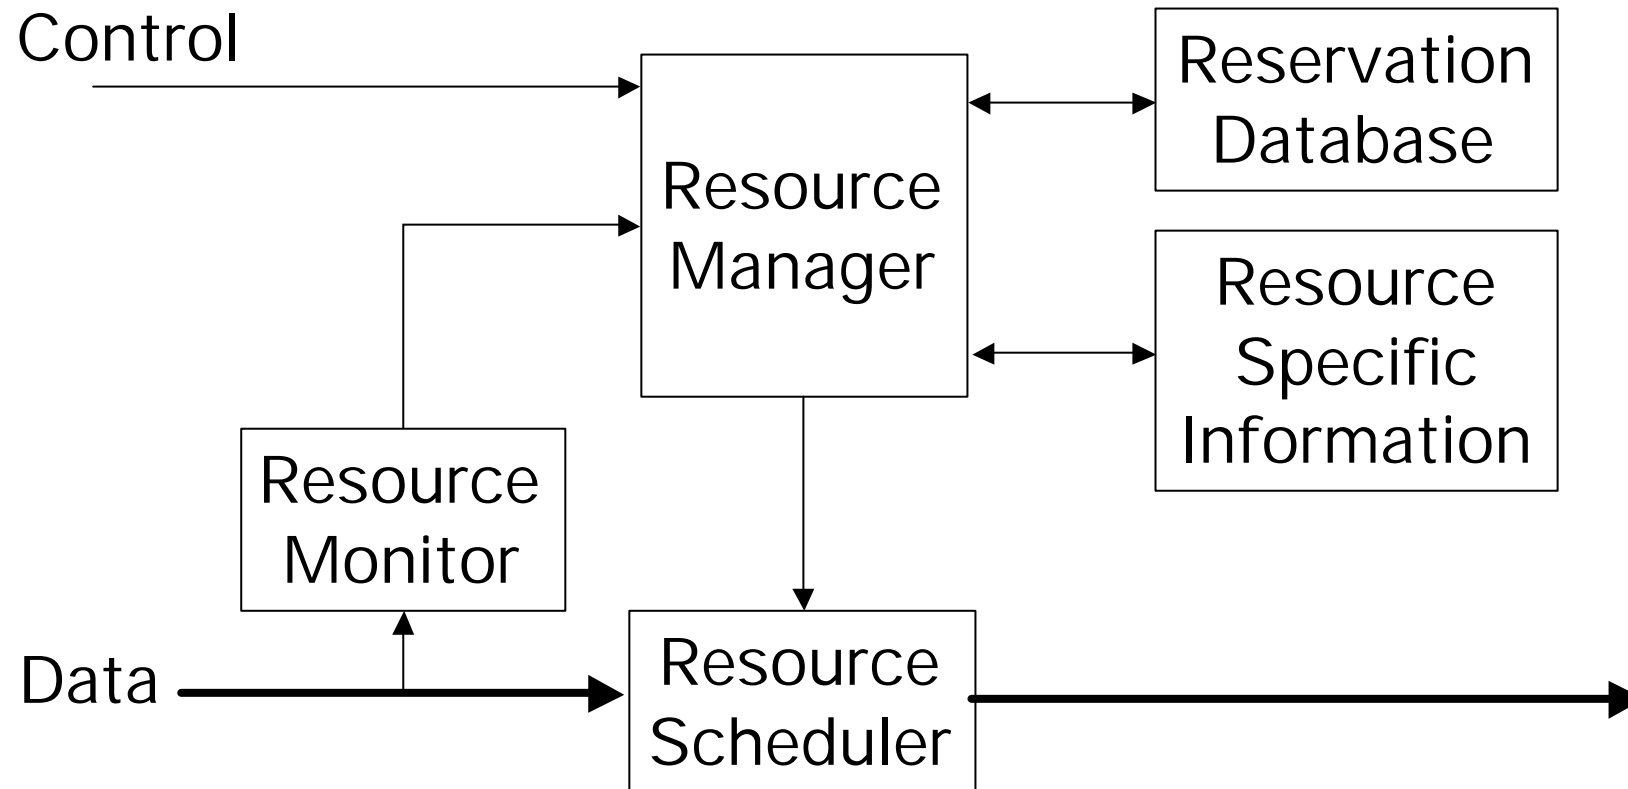 Control
Resource
Manager
Reservation
Database
Resource
Specific
Information
Resource
Monitor
Data
Resource
Scheduler